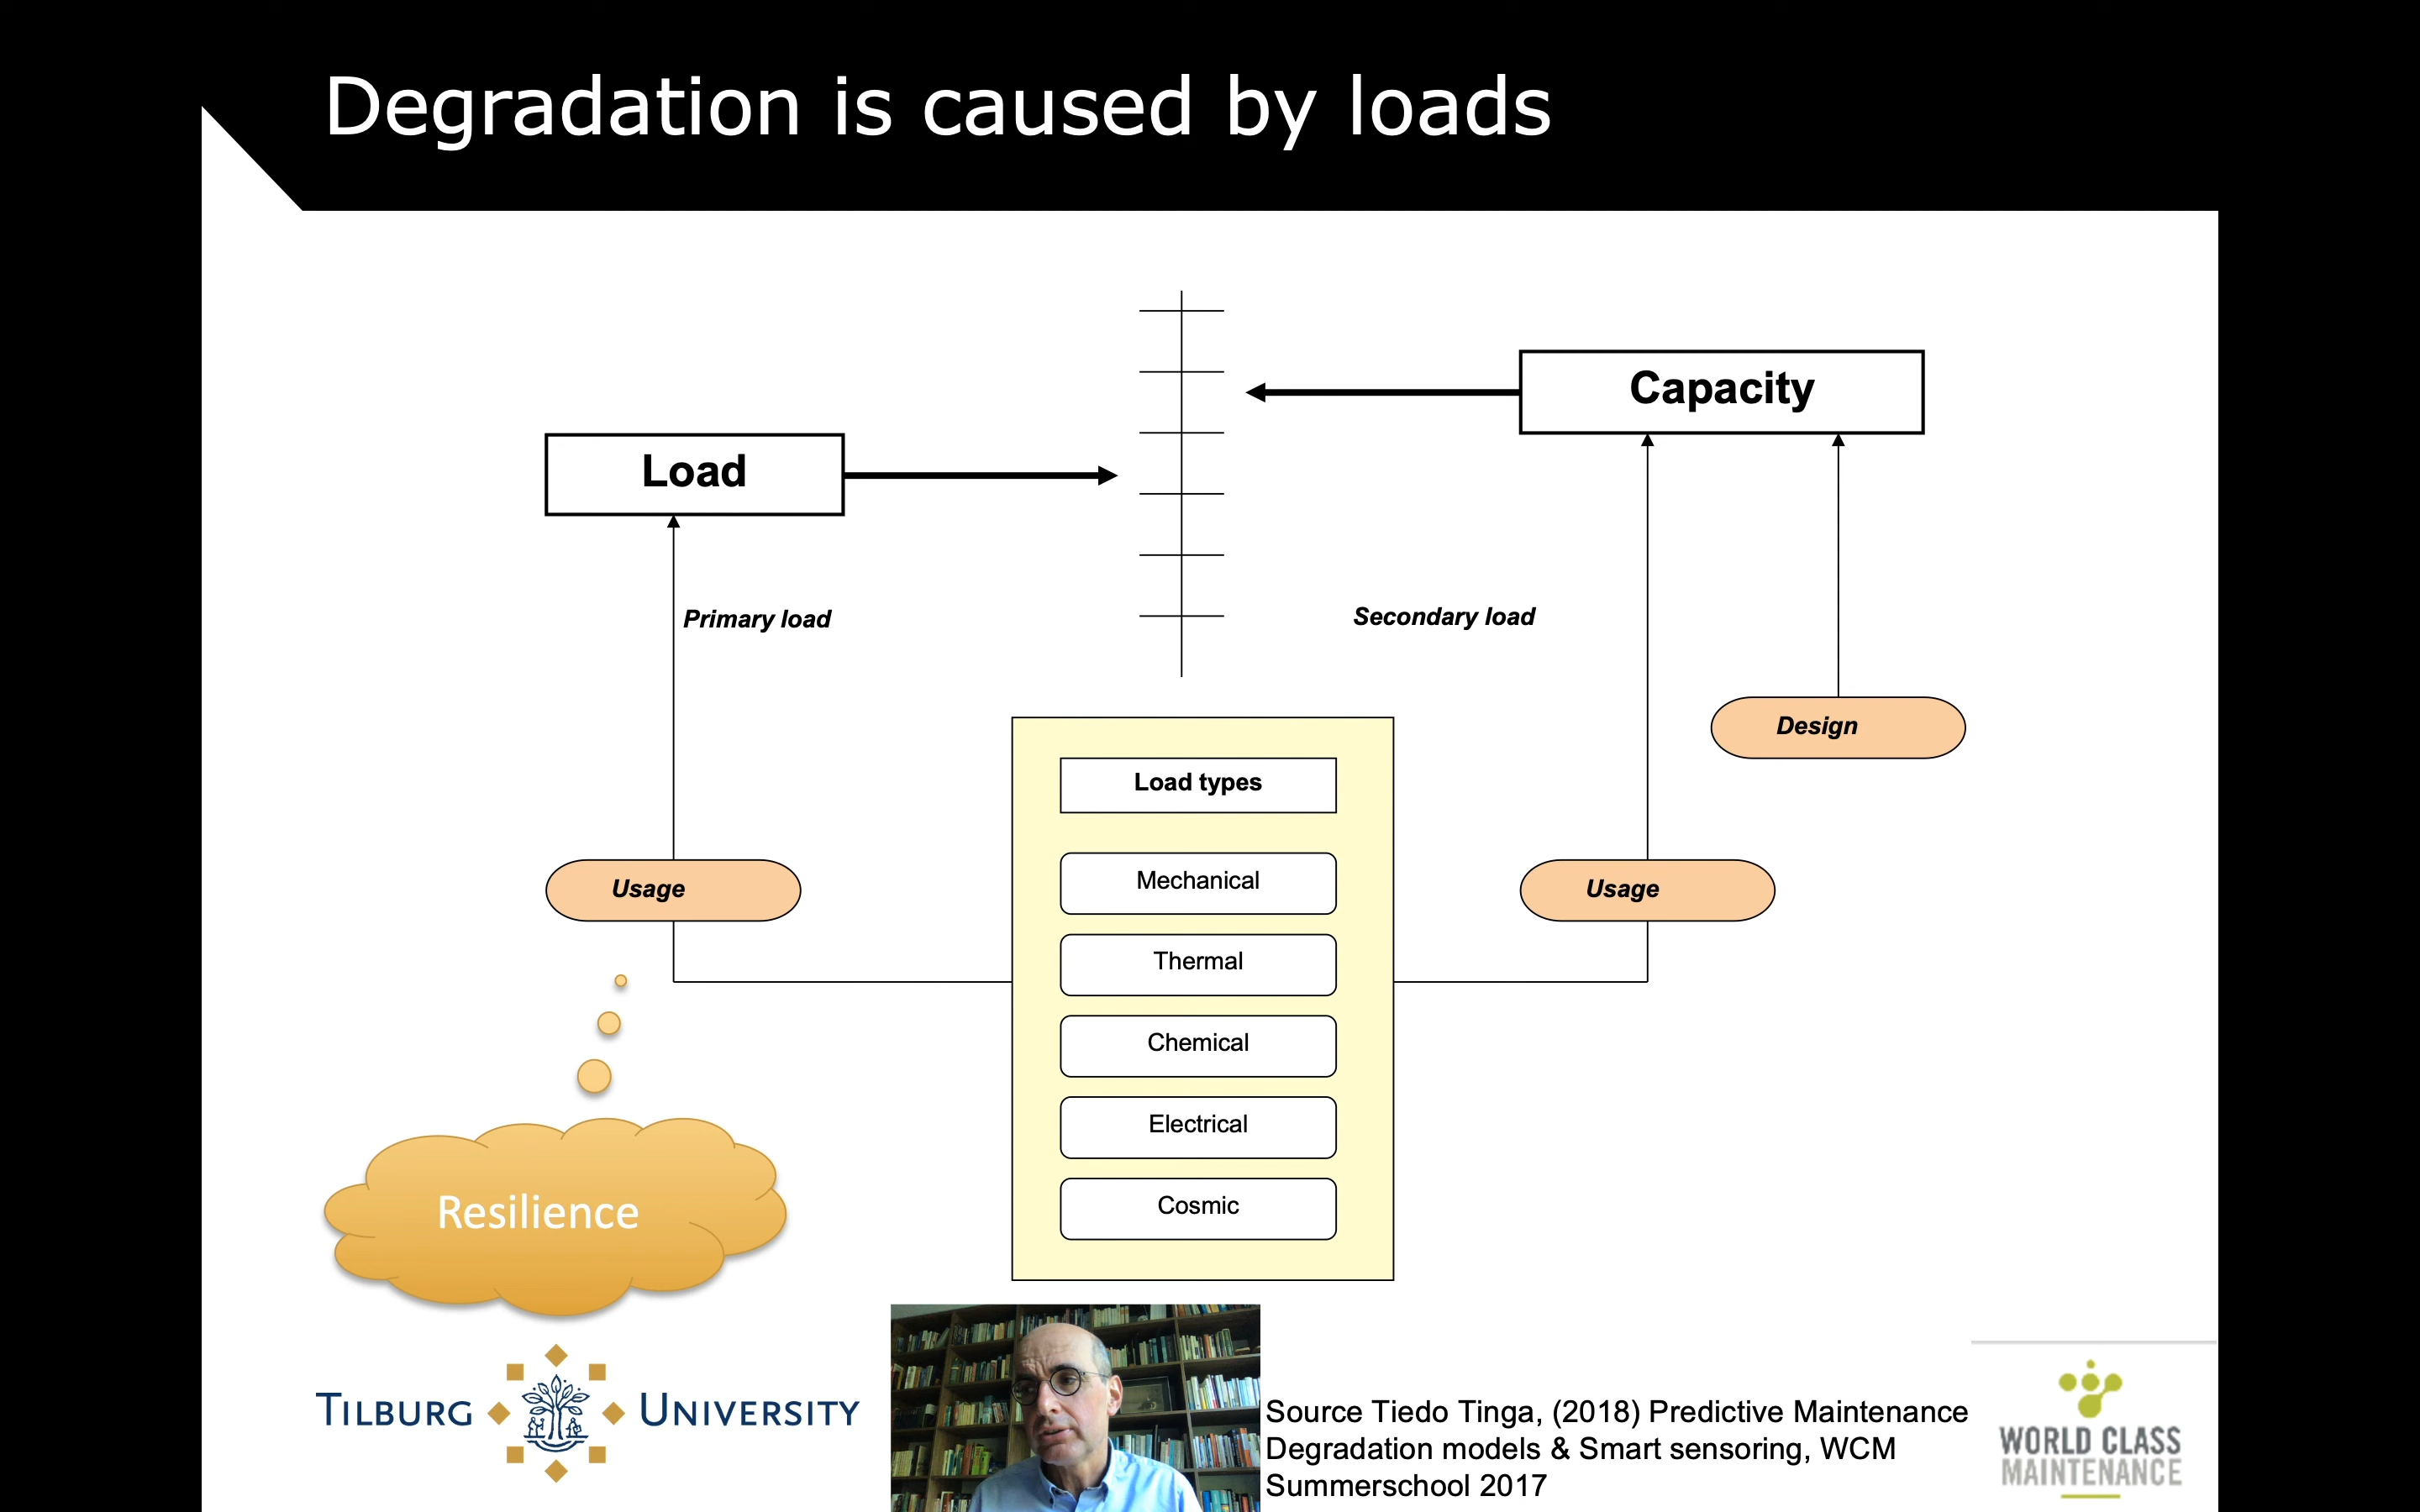 Degradation is caused by loads
Capacity
Load
Primary load
Secondary load
Design
Load types
Usage
Usage
Mechanical
Thermal
Chemical
Electrical
Cosmic
Resilience
TILBURG UNIVERSITY
Source Tiedo Tinga, (2018) Predictive Maintenance
Degradation models & Smart sensoring, WCM
Summerschool 2017
WORLD CLASS
MAINTENANCE